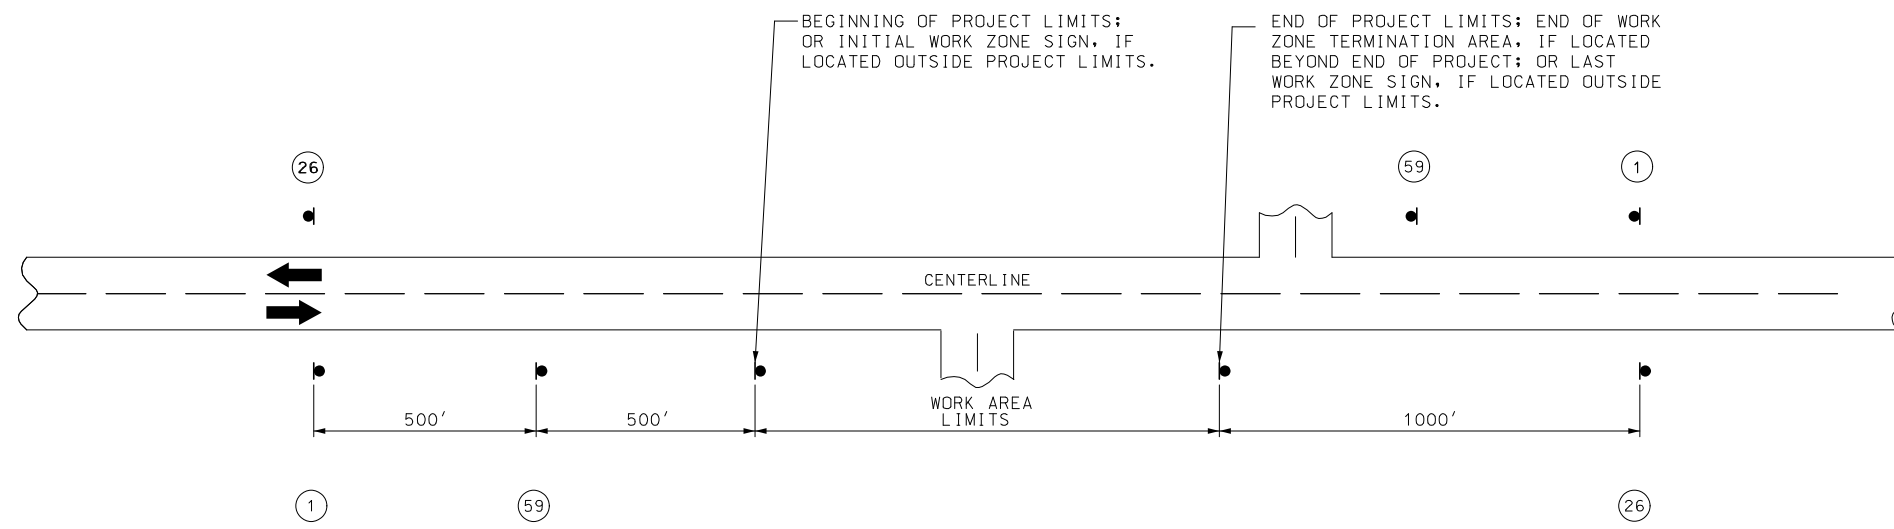 BEGINNING OF PROJECT LIMITS;
OR INITIAL WORK ZONE SIGN, IF
LOCATED OUTSIDE PROJECT LIMITS.
END OF PROJECT LIMITS; END OF WORK
ZONE TERMINATION AREA, IF LOCATED
BEYOND END OF PROJECT; OR LAST
WORK ZONE SIGN, IF LOCATED OUTSIDE
PROJECT LIMITS.
26
59
1
CENTERLINE
WORK AREA
LIMITS
500'
500'
1000'
1
59
26